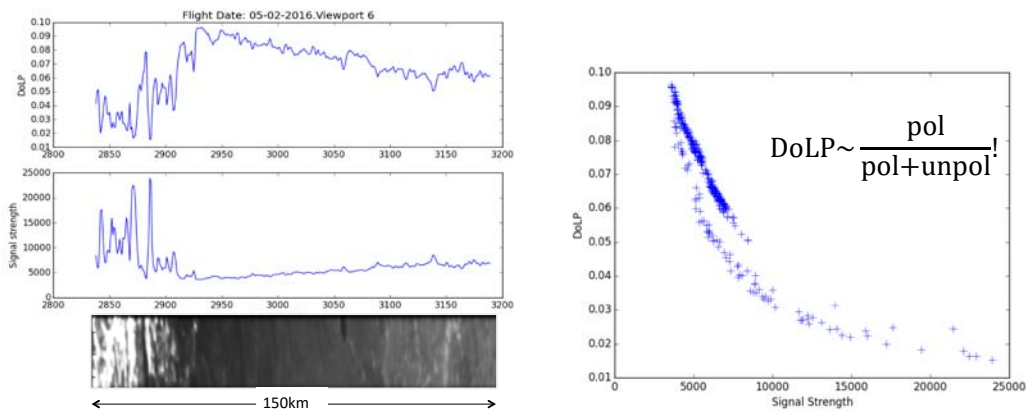 Flight Date: 05-02-2016.Viewport 6
DoLP
0.10
0.09
0.08
0.07
0.06
0.05
0.04
0.03
0.02
0.01
2800 2850 2900 2950 3000 3050 3100 3150 3200
Signal strength
25000
20000
15000
10000
5000
0
2800 2850 2900 2950 3000 3050 3100 3150 3200
150km
DoLP
0.10
0.09
0.08
0.07
0.06
0.05
0.04
0.03
0.02
0.01
0 5000 10000 15000 20000 25000
Signal Strength
DoLP~ pol
pol+unpol!